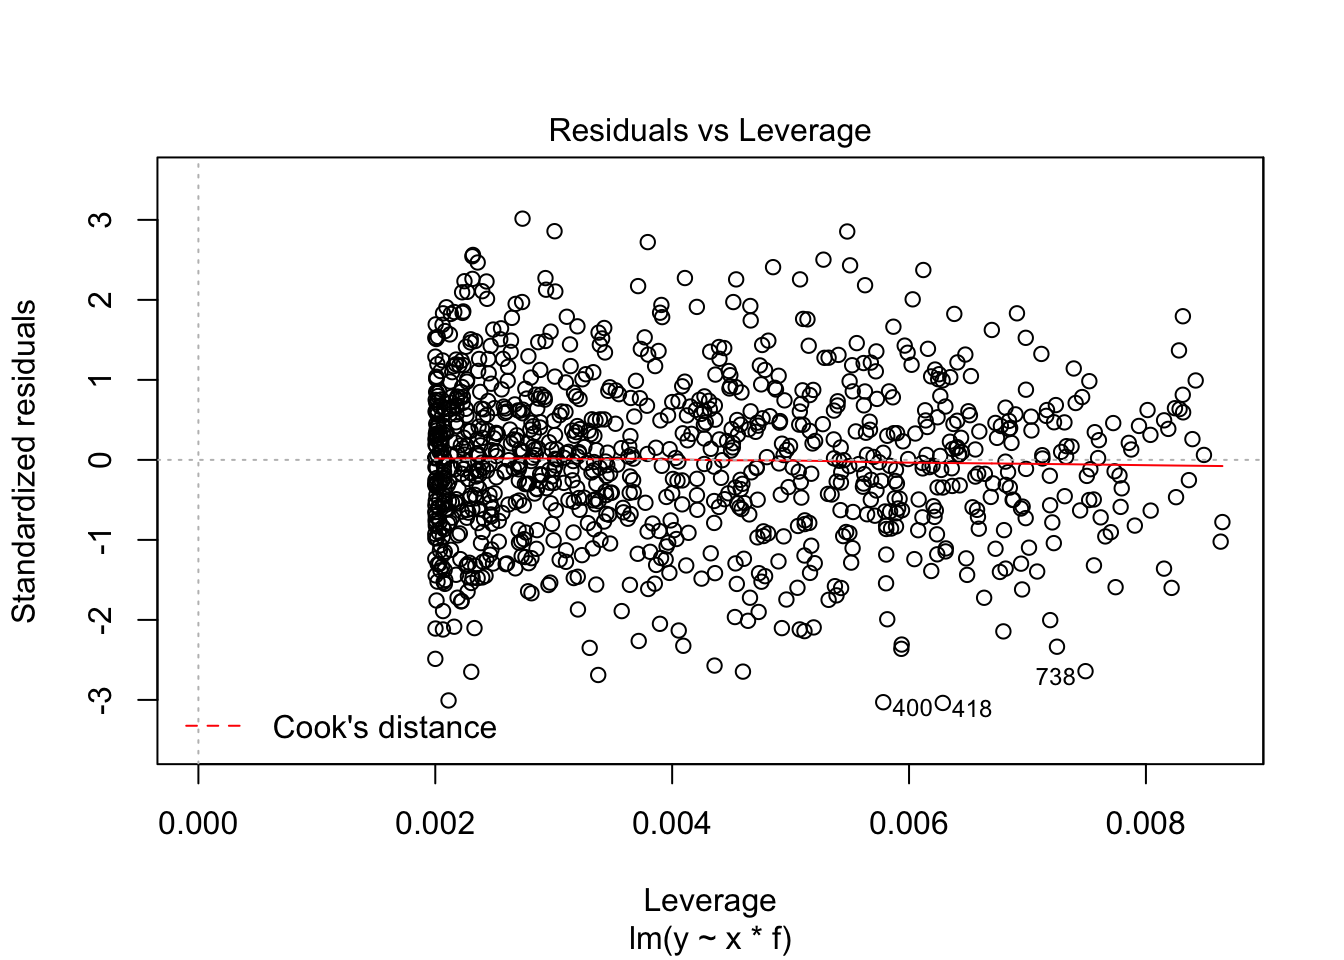 Residuals vs Leverage
Standardized residuals
3
2
1
0
-1
-2
-3
738
400
418
Cook's distance
0.000 0.002 0.004 0.006 0.008
Leverage
lm(y ~ x * f)